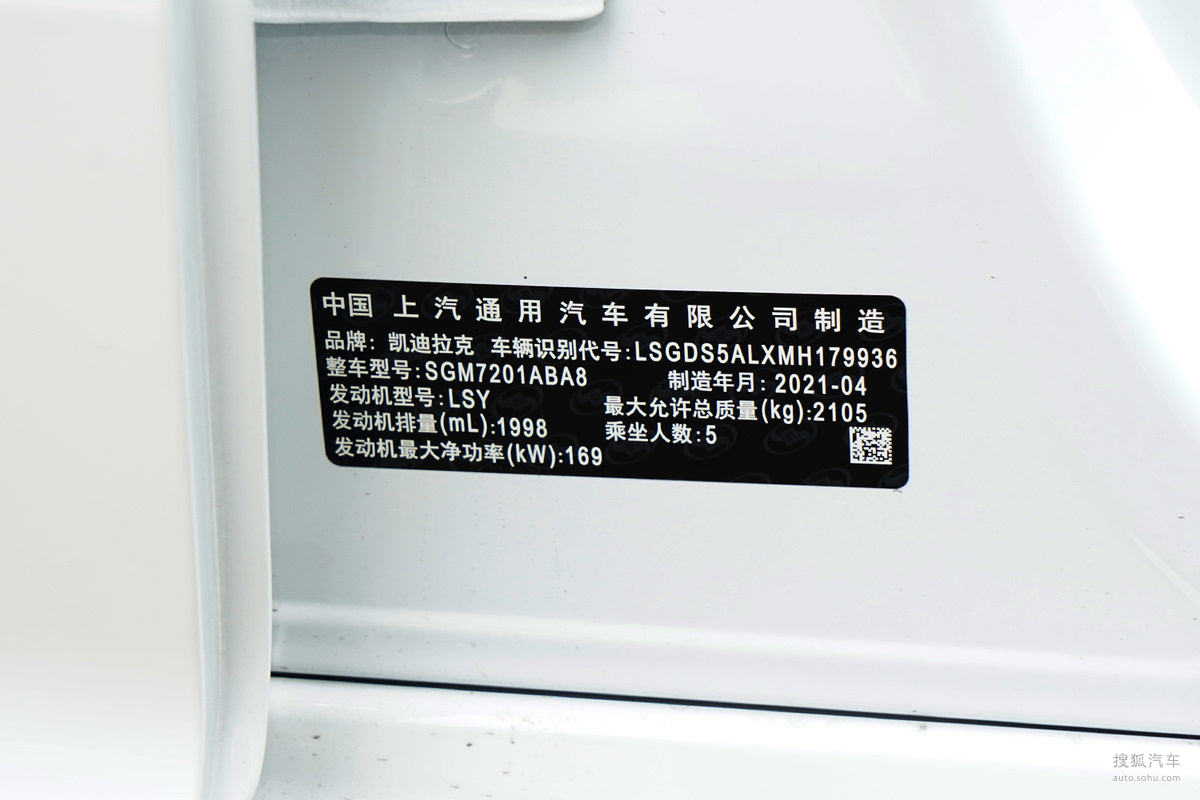 中国 上汽通用汽车有限公司制造
品牌: 凯迪拉克 车辆识别代号:LSGDS5ALXMH179936
整车型号:SGM7201ABA8 制造年月: 2021-04
发动机型号:LSY 最大允许总质量(kg):2105
发动机排量(mL):1998 乘坐人数:5
发动机最大净功率(kW):169
搜狐汽车
auto.sohu.com